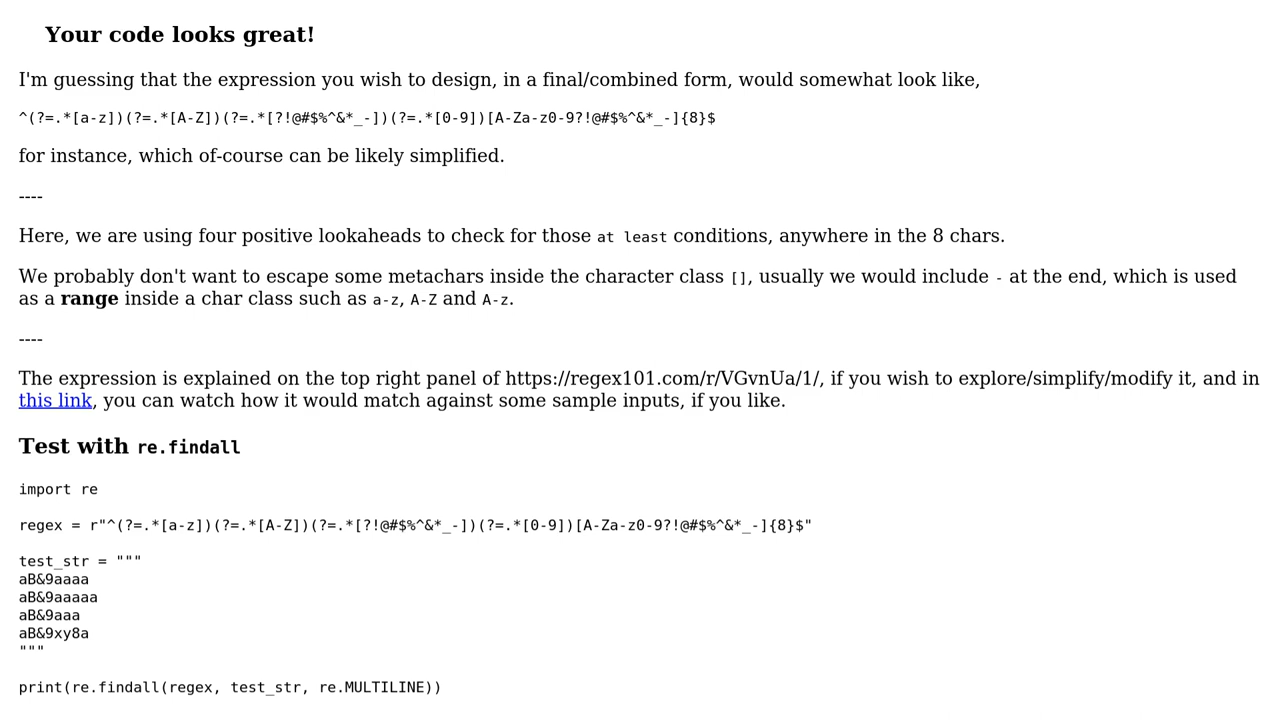 Your code looks great!
I'm guessing that the expression you wish to design, in a final/combined form, would somewhat look like,
^(?=.*[a-z])(?=.*[A-Z])(?=.*[?!@#$%^&*_-])(?=.*[0-9])[A-Za-z0-9?!@#$%^&*_-]{8}$
for instance, which of-course can be likely simplified.
----
Here, we are using four positive lookaheads to check for those at least conditions, anywhere in the 8 chars.
We probably don't want to escape some metachars inside the character class [], usually we would include - at the end, which is used
as a range inside a char class such as a-z, A-Z and A-z.
----
The expression is explained on the top right panel of https://regex101.com/r/VGvnUa/1/, if you wish to explore/simplify/modify it, and in
this link, you can watch how it would match against some sample inputs, if you like.
Test with re.findall
import re
regex = r"^(?=.*[a-z])(?=.*[A-Z])(?=.*[?!@#$%^&*_-])(?=.*[0-9])[A-Za-z0-9?!@#$%^&*_-]{8}$"
test_str = """
aB&9aaaa
aB&9aaaaa
aB&9aaa
aB&9xy8a
"""
print(re.findall(regex, test_str, re.MULTILINE))